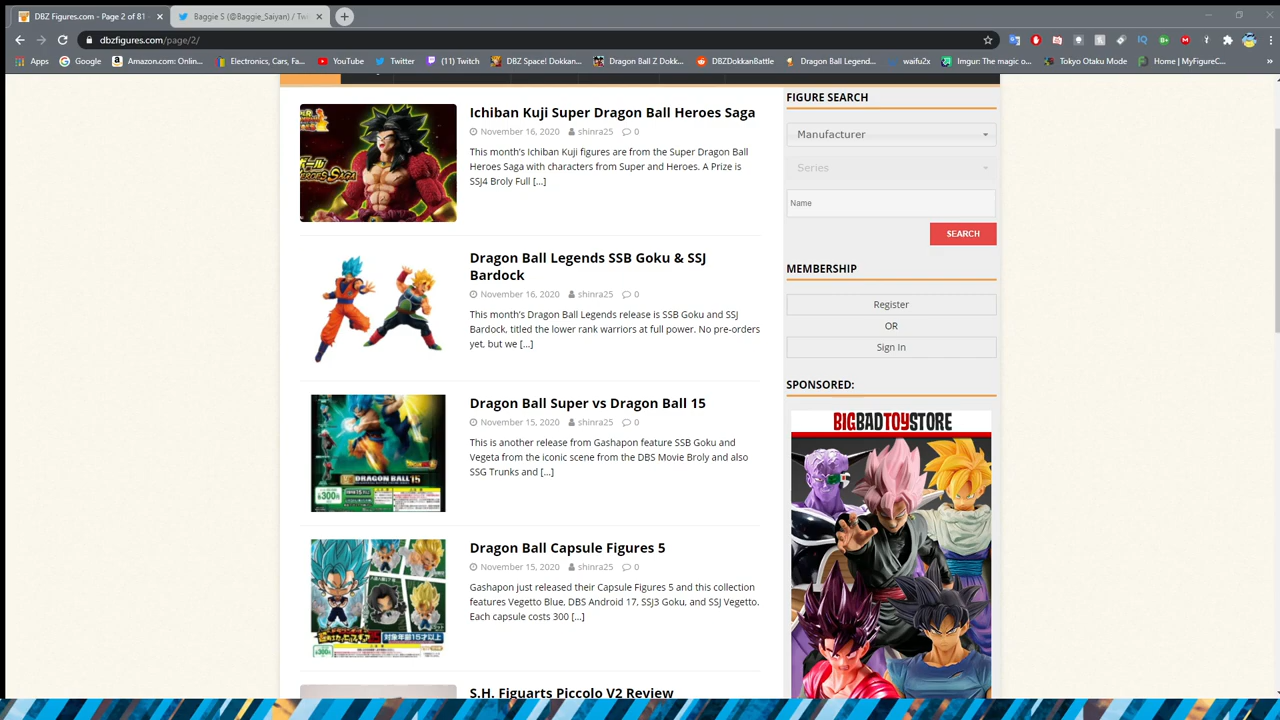 DBZ Figures.com - Page 2 of 81
Baggie S (@Baggie_Saiyan) / Tw
dbzfigures.com/page/2/
Apps Google Amazon.com: Onlin... Electronics, Cars, Fa... YouTube Twitter (11) Twitch DBZ Space! Dokkan... Dragon Ball Z Dokk... DBZDokkanBattle Dragon Ball Legend... waifu2x Imgur: The magic o... Tokyo Otaku Mode Home | MyFigureC... »
Ichiban Kuji Super Dragon Ball Heroes Saga
November 16, 2020 shinra25 0
This month's Ichiban Kuji figures are from the Super Dragon Ball
Heroes Saga with characters from Super and Heroes. A Prize is
SSJ4 Broly Full [...]
Dragon Ball Legends SSB Goku & SSJ
Bardock
November 16, 2020 shinra25 0
This month's Dragon Ball Legends release is SSB Goku and SSJ
Bardock, titled the lower rank warriors at full power. No pre-orders
yet, but we [...]
Dragon Ball Super vs Dragon Ball 15
November 15, 2020 shinra25 0
This is another release from Gashapon feature SSB Goku and
Vegeta from the iconic scene from the DBS Movie Broly and also
SSG Trunks and [...]
Dragon Ball Capsule Figures 5
November 15, 2020 shinra25 0
Gashapon just released their Capsule Figures 5 and this collection
features Vegetto Blue, DBS Android 17, SSJ3 Goku, and SSJ Vegetto.
Each capsule costs 300 [...]
S.H. Figuarts Piccolo V2 Review
FIGURE SEARCH
Manufacturer
Series
Name
SEARCH
MEMBERSHIP
Register
OR
Sign In
SPONSORED:
BIGBADTOYSTORE